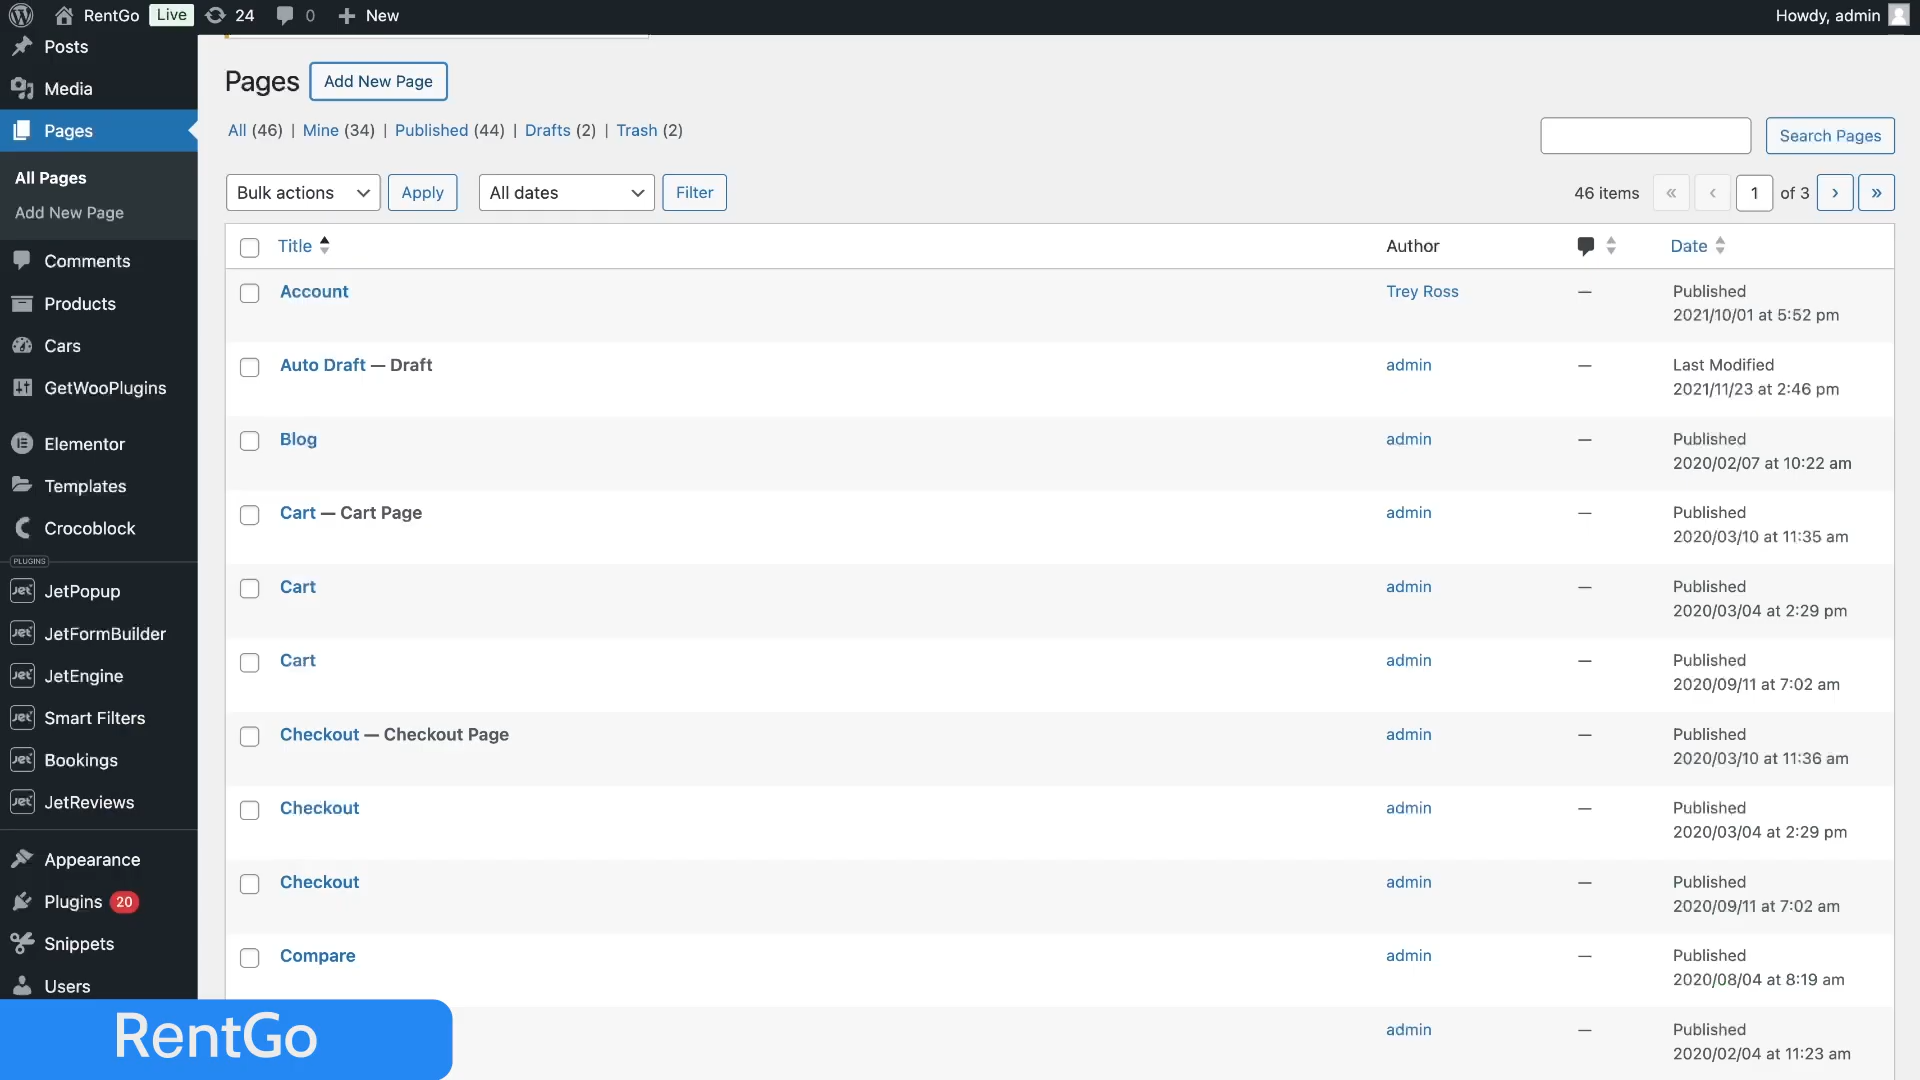 RentGo Live 24 0 New Howdy, admin
Posts
Media
Pages
All Pages
Add New Page
Comments
Products
Cars
GetWooPlugins
Elementor
Templates
Crocoblock
PLUGINS
JetPopup
JetFormBuilder
JetEngine
Smart Filters
Bookings
JetReviews
Appearance
Plugins 20
Snippets
Users
Pages Add New Page
All (46) | Mine (34) | Published (44) | Drafts (2) | Trash (2)
Search Pages
Bulk actions Apply All dates Filter 46 items « ‹ 1 of 3 › »
Title Author Date
Account Trey Ross — Published
2021/10/01 at 5:52 pm
Auto Draft — Draft admin — Last Modified
2021/11/23 at 2:46 pm
Blog admin — Published
2020/02/07 at 10:22 am
Cart — Cart Page admin — Published
2020/03/10 at 11:35 am
Cart admin — Published
2020/03/04 at 2:29 pm
Cart admin — Published
2020/09/11 at 7:02 am
Checkout — Checkout Page admin — Published
2020/03/10 at 11:36 am
Checkout admin — Published
2020/03/04 at 2:29 pm
Checkout admin — Published
2020/09/11 at 7:02 am
Compare admin — Published
2020/08/04 at 8:19 am
admin — Published
2020/02/04 at 11:23 am
RentGo